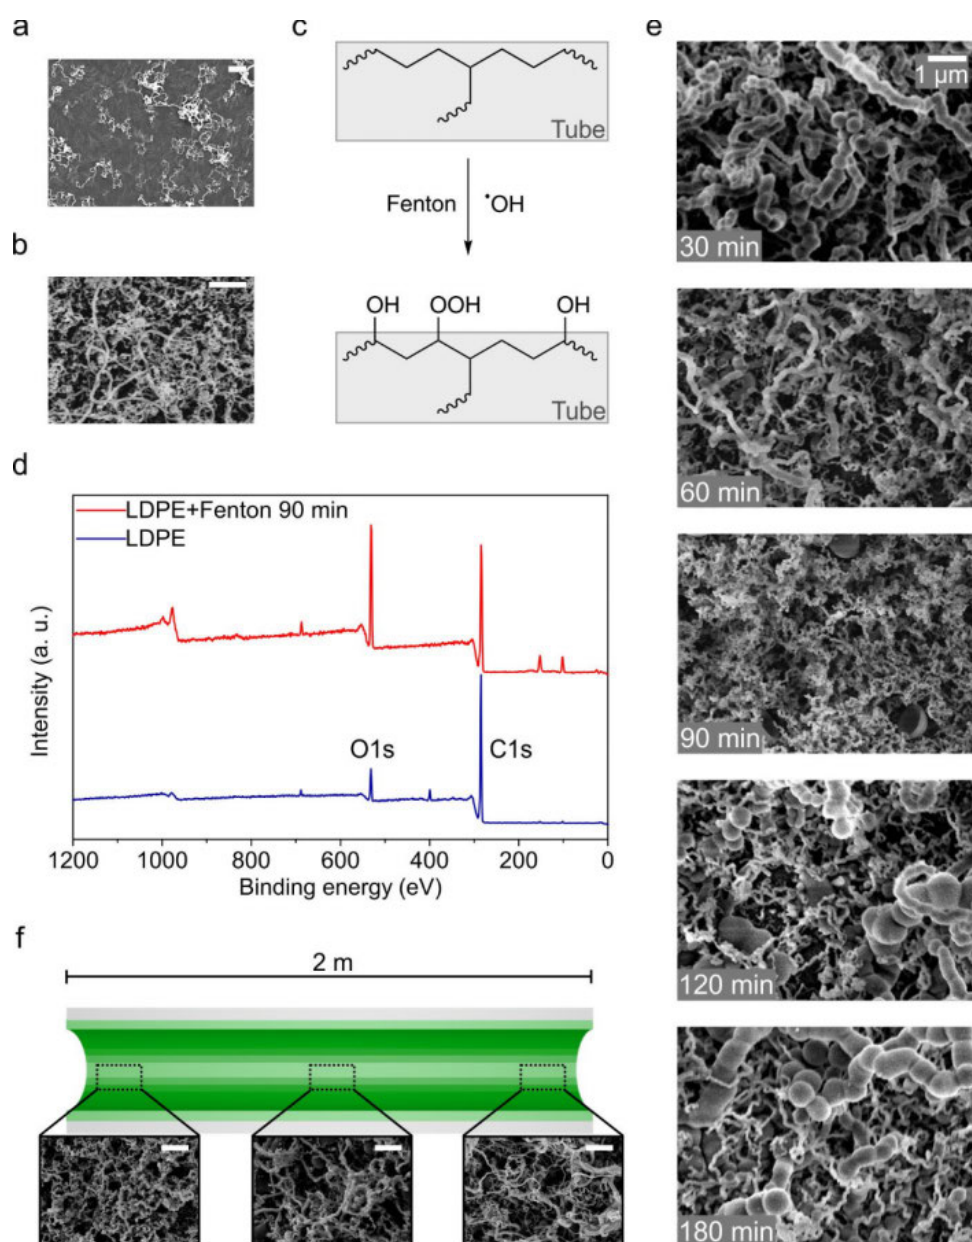 a
b
c
Tube
Fenton
•OH
OH
OOH
OH
Tube
d
LDPE+Fenton 90 min
LDPE
Intensity (a. u.)
O1s
C1s
1200
1000
800
600
400
200
0
Binding energy (eV)
e
1 µm
30 min
60 min
90 min
120 min
180 min
f
2 m